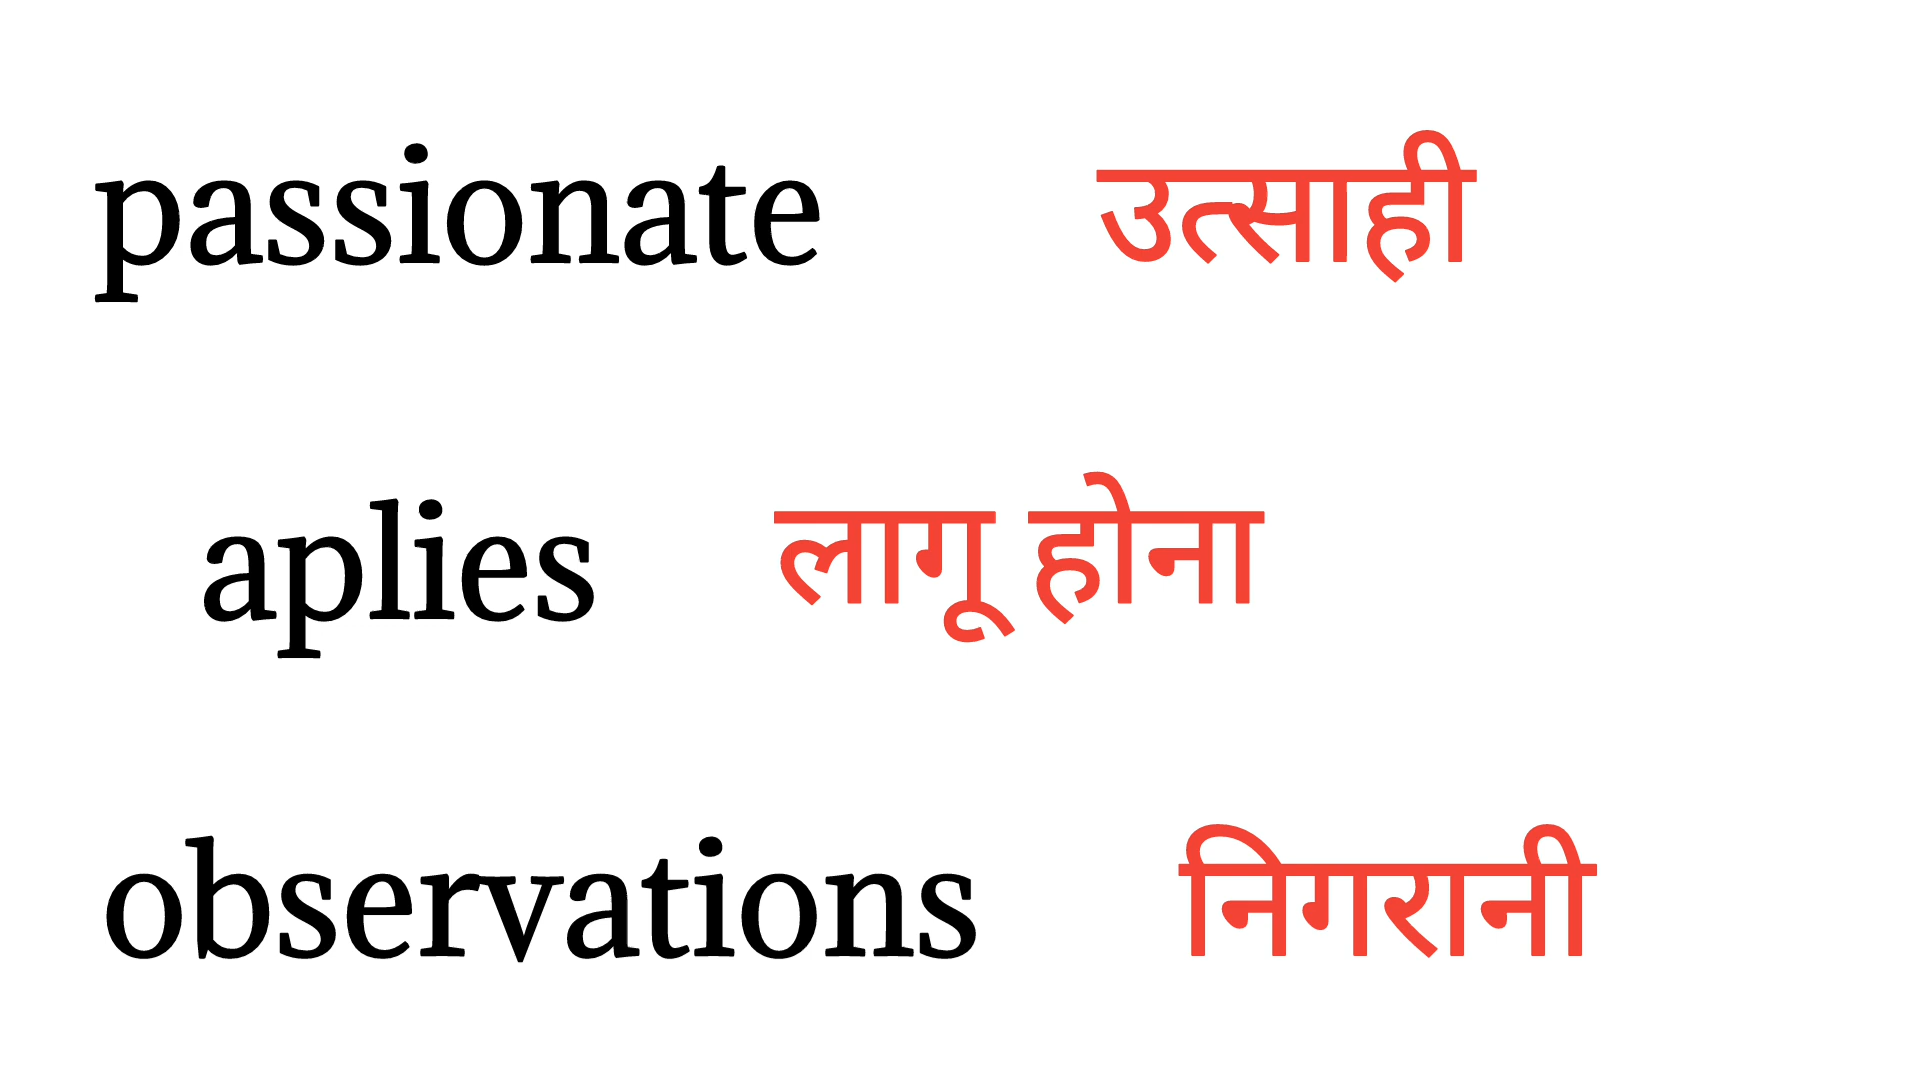 passionate उत्साही
aplies लागू होना
observations निगरानी